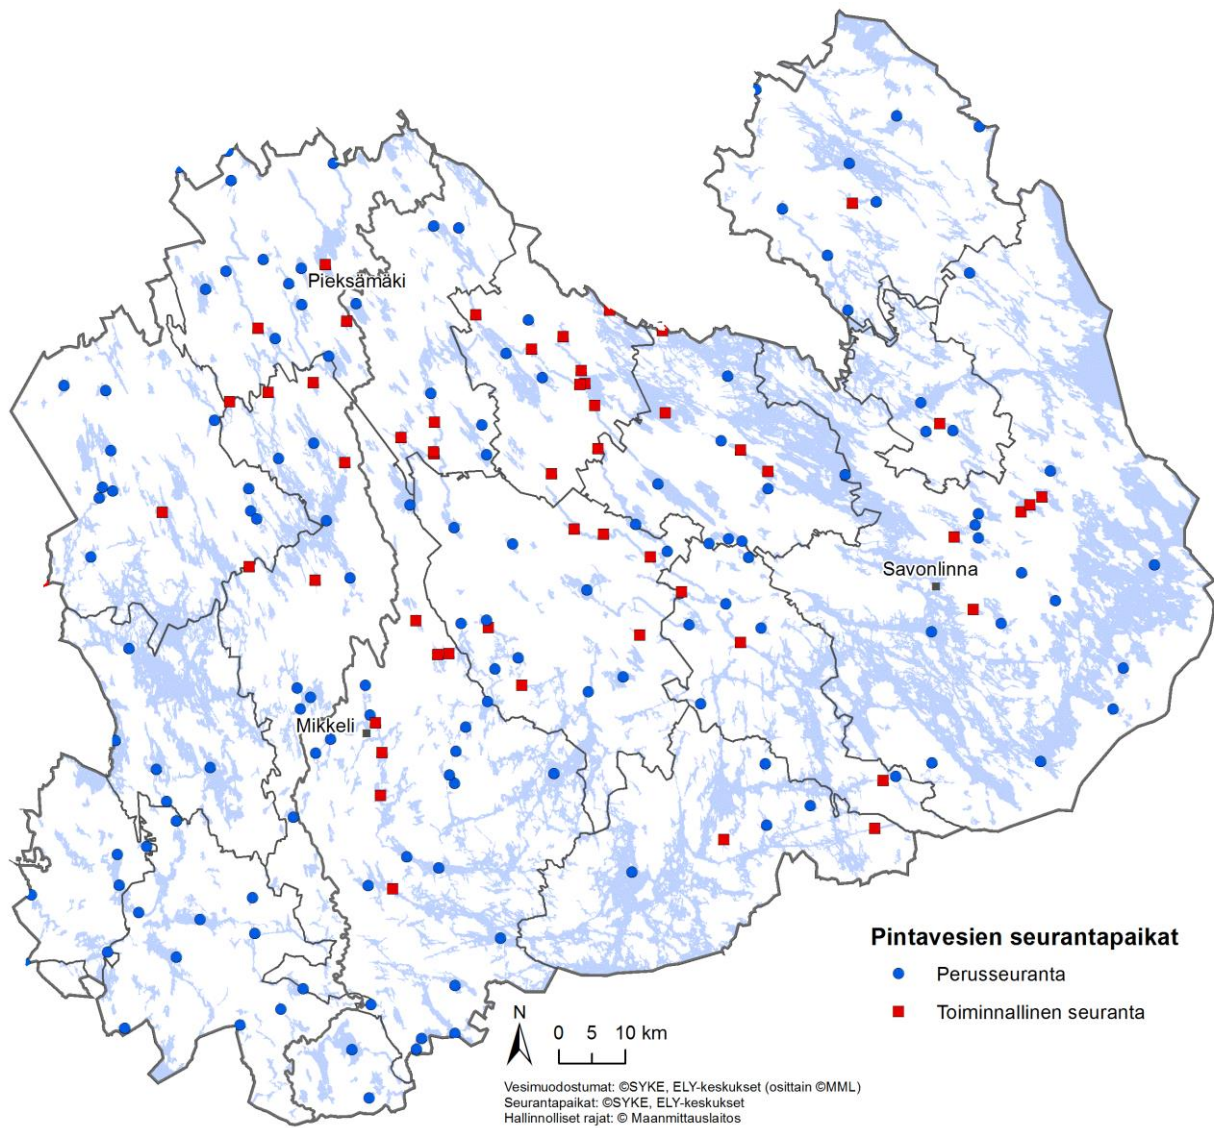 Pieksämäki
Savonlinna
Mikkeli
Pintavesien seurantapaikat
Perusseuranta
Toiminnallinen seuranta
N
0 5 10 km
Vesimuodostumat: ©SYKE, ELY-keskukset (osittain ©MML)
Seurantapaikat: ©SYKE, ELY-keskukset
Hallinnolliset rajat: © Maanmittauslaitos